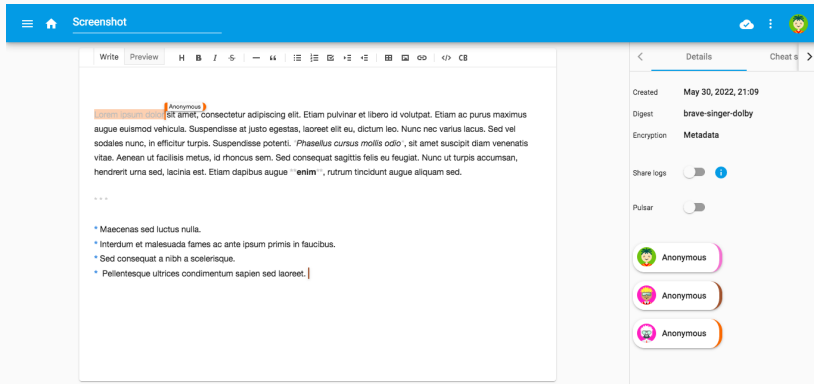 Screenshot
Write Preview H B I S — “ </> CB
Details Cheat s
Anonymous
Lorem ipsum dolor sit amet, consectetur adipiscing elit. Etiam pulvinar et libero id volutpat. Etiam ac purus maximus
augue euismod vehicula. Suspendisse at justo egestas, laoreet elit eu, dictum leo. Nunc nec varius lacus. Sed vel
sodales nunc, in efficitur turpis. Suspendisse potenti. *Phasellus cursus mollis odio*, sit amet suscipit diam venenatis
vitae. Aenean ut facilisis metus, id rhoncus sem. Sed consequat sagittis felis eu feugiat. Nunc ut turpis accumsan,
hendrerit urna sed, lacinia est. Etiam dapibus augue **enim**, rutrum tincidunt augue aliquam sed.
***
* Maecenas sed luctus nulla.
* Interdum et malesuada fames ac ante ipsum primis in faucibus.
* Sed consequat a nibh a scelerisque.
* Pellentesque ultrices condimentum sapien sed laoreet.
Created May 30, 2022, 21:09
Digest brave-singer-dolby
Encryption Metadata
Share logs
Pulsar
Anonymous
Anonymous
Anonymous